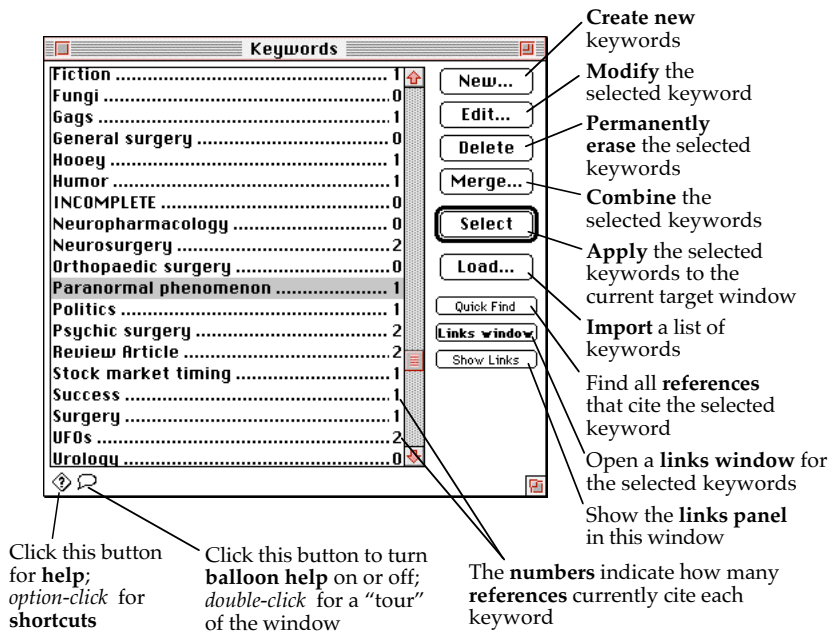 Keywords
Fiction ........................................................ 1
Fungi ........................................................ 0
Gags ........................................................ 1
General surgery ........................................ 0
Hooey ........................................................ 1
Humor ........................................................ 1
INCOMPLETE ............................................ 0
Neuropharmacology ................................ 0
Neurosurgery ............................................ 2
Orthopaedic surgery ................................ 0
Paranormal phenomenon ........................ 1
Politics ........................................................ 1
Psychic surgery ........................................ 2
Review Article ............................................ 2
Stock market timing ................................ 1
Success ........................................................ 1
Surgery ........................................................ 1
UFOs ........................................................ 2
Urology ........................................................ 0
New...
Edit...
Delete
Merge...
Select
Load...
Quick Find
Links window
Show Links
Create new
keywords
Modify the
selected keyword
Permanently
erase the selected
keywords
Combine the
selected keywords
Apply the selected
keywords to the
current target window
Import a list of
keywords
Find all references
that cite the selected
keyword
Open a links window for
the selected keywords
Show the links panel
in this window
Click this button
for help;
option-click for
shortcuts
Click this button to turn
balloon help on or off;
double-click for a “tour”
of the window
The numbers indicate how many
references currently cite each
keyword